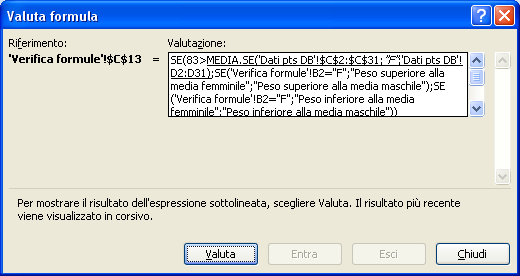 Valuta formula
Riferimento:
Valutazione:
'Verifica formule'!$C$13 =
SE(83>MEDIA.SE('Dati pts DB'!$C$2:$C$31; "F";'Dati pts DB'!
D2:D31);SE('Verifica formule'!B2="F";"Peso superiore alla
media femminile";"Peso superiore alla media maschile");SE
('Verifica formule'!B2="F";"Peso inferiore alla media
femminile";"Peso inferiore alla media maschile"))
Per mostrare il risultato dell'espressione sottolineata, scegliere Valuta. Il risultato più recente
viene visualizzato in corsivo.
Valuta
Entra
Esci
Chiudi